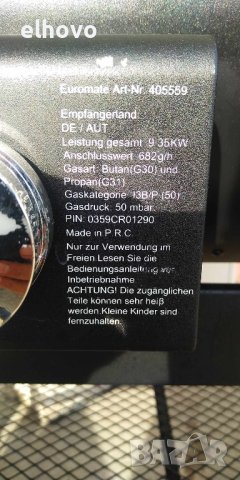 elhovo
Euromate Art-Nr. 405559
Empfangerland:
DE / AUT
Leistung gesamt 9 35KW
Anschlusswert 682g/h
Gasart: Butan(G30) und
Propan(G31)
Gaskategorie I3B/P (50)
Gasdruck: 50 mbar.
PIN: 0359CR01290
Made in P.R.C.
Nur zur Verwendung im
Freien.Lesen Sie die
Bedienungsanleitung vor
Inbetriebnahme.
ACHTUNG! Die zugänglichen
Teile können sehr heiß
werden.Kleine Kinder sind
fernzuhalten.
BAZAR